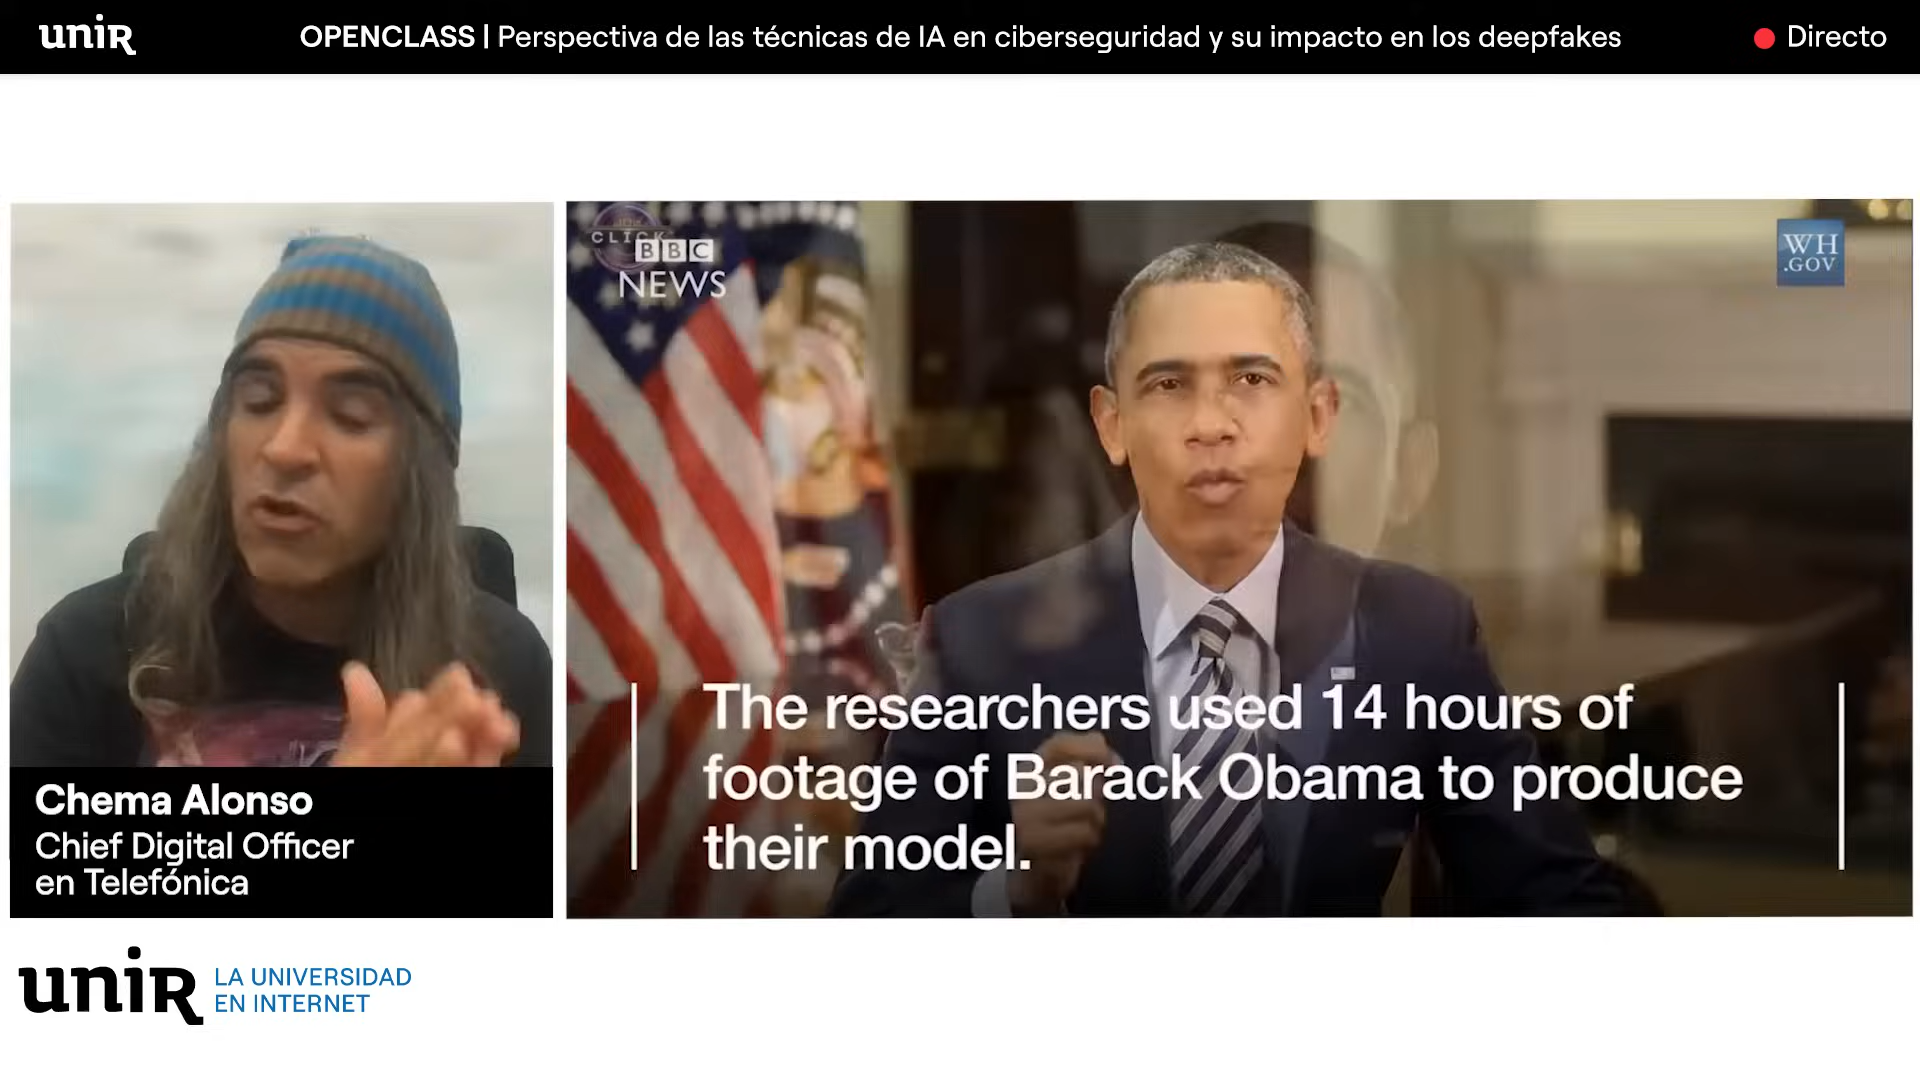 unir
OPENCLASS | Perspectiva de las técnicas de IA en ciberseguridad y su impacto en los deepfakes
Directo
CLICK
BBC
NEWS
WH
.GOV
The researchers used 14 hours of
footage of Barack Obama to produce
their model.
Chema Alonso
Chief Digital Officer
en Telefónica
unir
LA UNIVERSIDAD
EN INTERNET